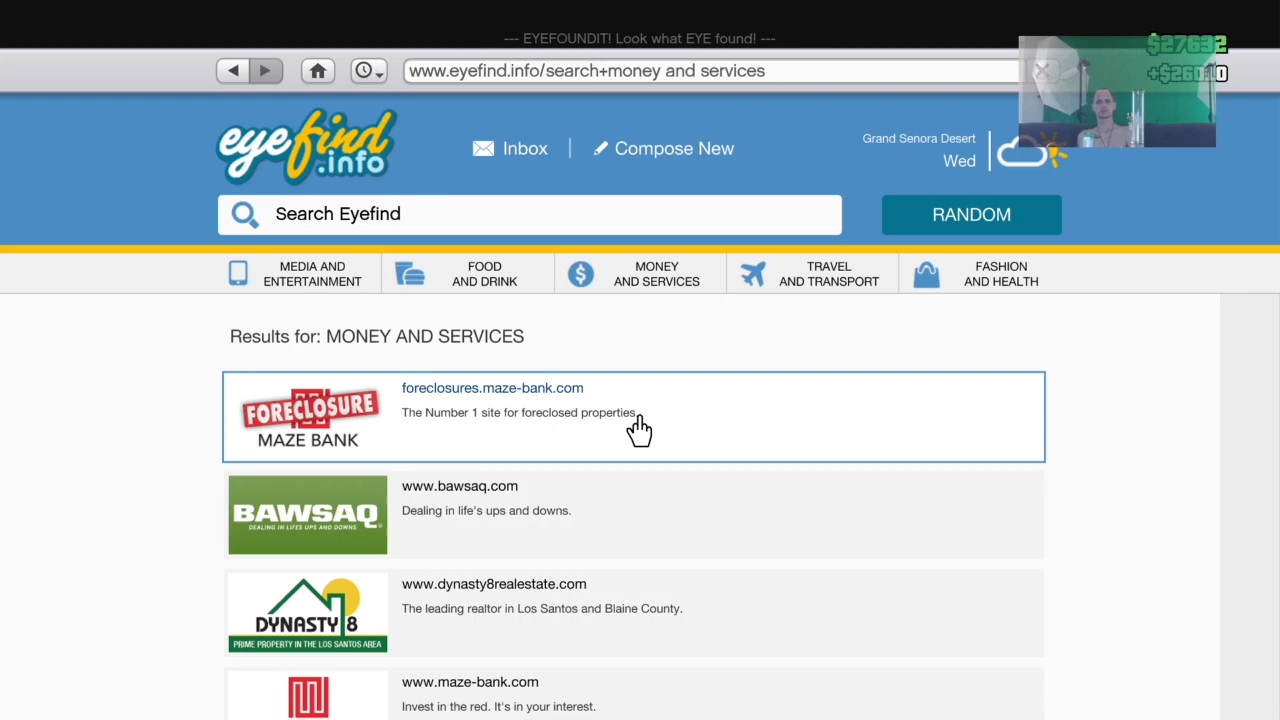 --- EYEFOUNDIT! Look what EYE found! ---
$27632
+$26010
www.eyefind.info/search+money and services
eyefind.info
Inbox
Compose New
Grand Senora Desert
Wed
Search Eyefind
RANDOM
MEDIA AND ENTERTAINMENT
FOOD AND DRINK
MONEY AND SERVICES
TRAVEL AND TRANSPORT
FASHION AND HEALTH
Results for: MONEY AND SERVICES
FORECLOSURE
MAZE BANK
foreclosures.maze-bank.com
The Number 1 site for foreclosed properties.
BAWSAQ
DEALING IN LIFE'S UPS AND DOWNS
www.bawsaq.com
Dealing in life's ups and downs.
DYNASTY 8
PRIME PROPERTY IN THE LOS SANTOS AREA
www.dynasty8realestate.com
The leading realtor in Los Santos and Blaine County.
www.maze-bank.com
Invest in the red. It's in your interest.